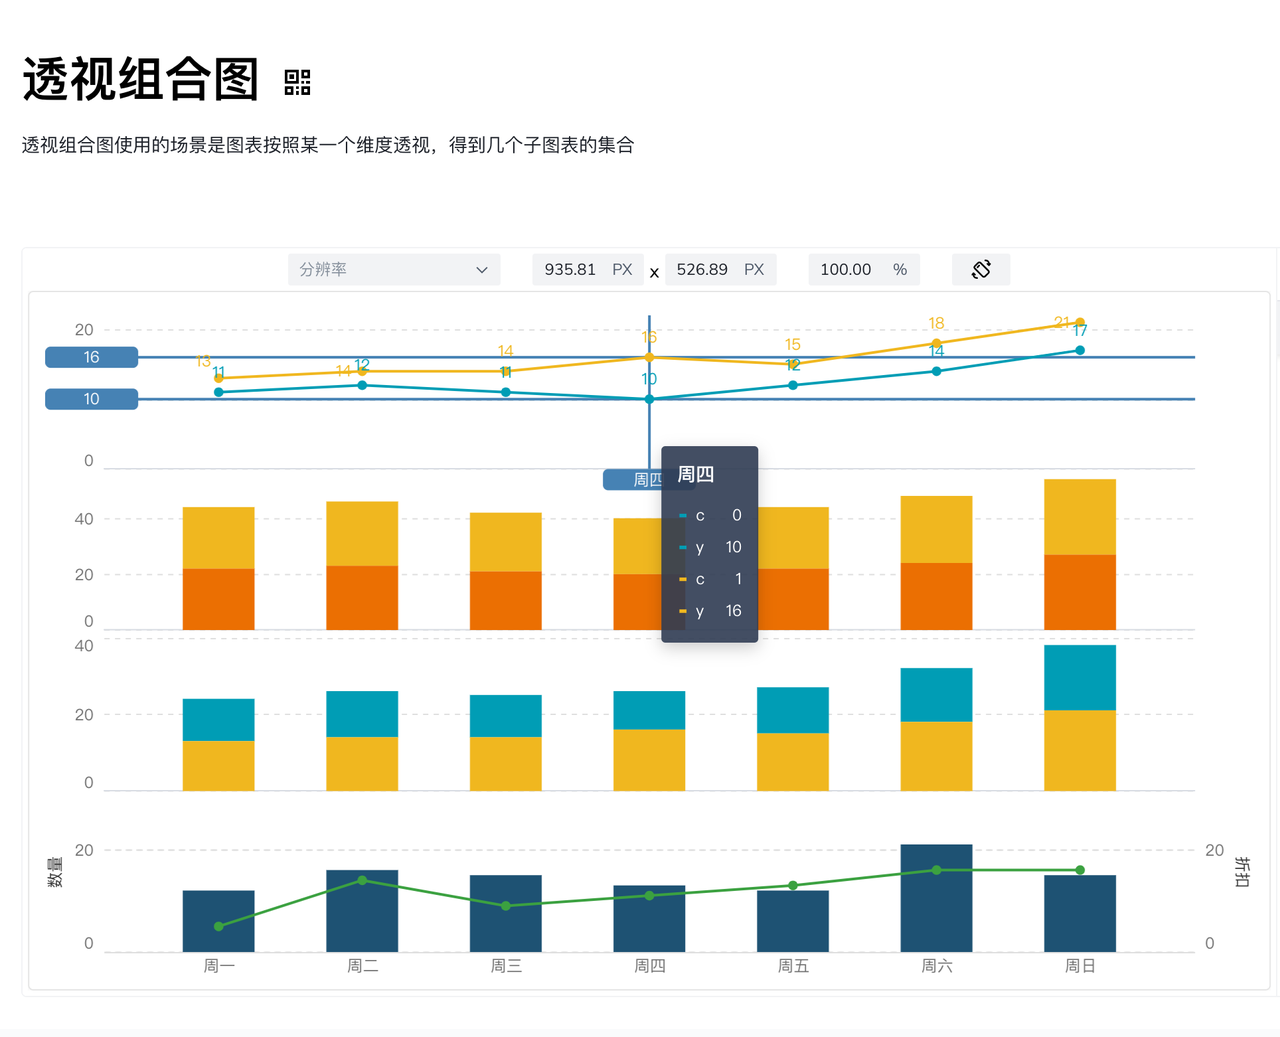 透视组合图
透视组合图使用的场景是图表按照某一个维度透视，得到几个子图表的集合
分辨率
935.81 PX x 526.89 PX
100.00 %
20
16
10
0
13 14 14 16 15 18 21
11 12 11 10 12 14 17
周四
周四
c 0
y 10
c 1
y 16
40
20
0
40
20
0
数量
20
0
20
0
折扣
周一 周二 周三 周四 周五 周六 周日